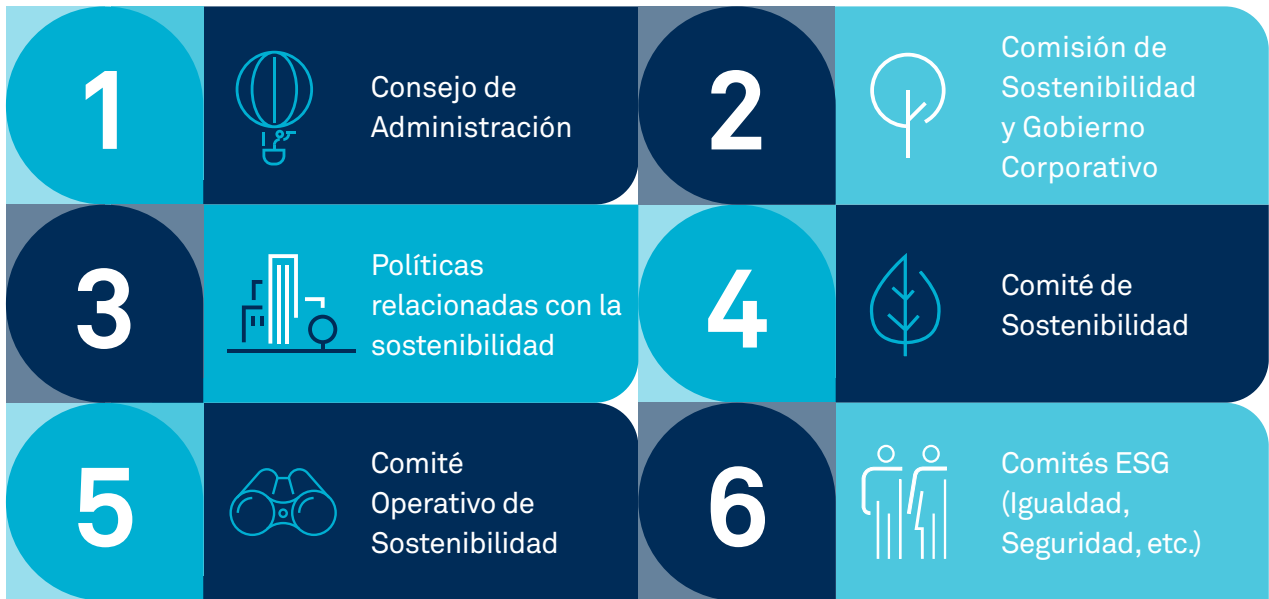 1
Consejo de
Administración
2
Comisión de
Sostenibilidad
y Gobierno
Corporativo
3
Políticas
relacionadas con la
sostenibilidad
4
Comité de
Sostenibilidad
5
Comité
Operativo de
Sostenibilidad
6
Comités ESG
(Igualdad,
Seguridad, etc.)